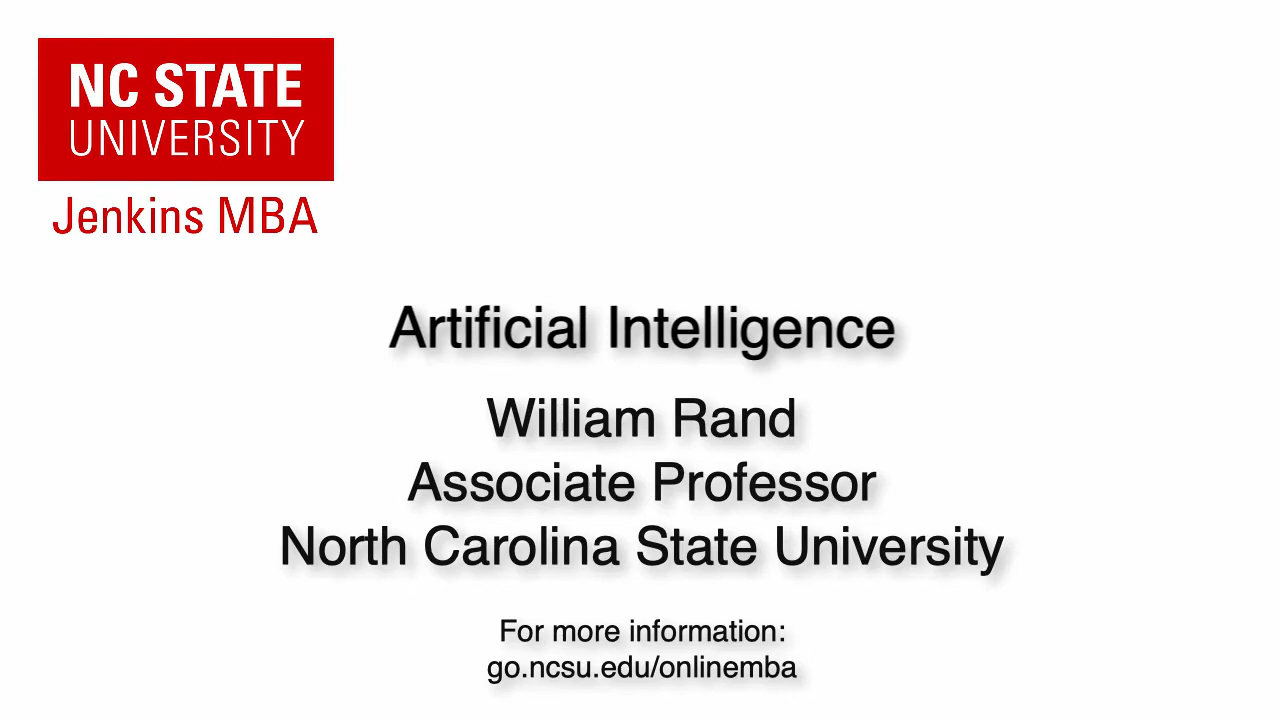 NC STATE
UNIVERSITY
Jenkins MBA
Artificial Intelligence
William Rand
Associate Professor
North Carolina State University
For more information:
go.ncsu.edu/onlinemba